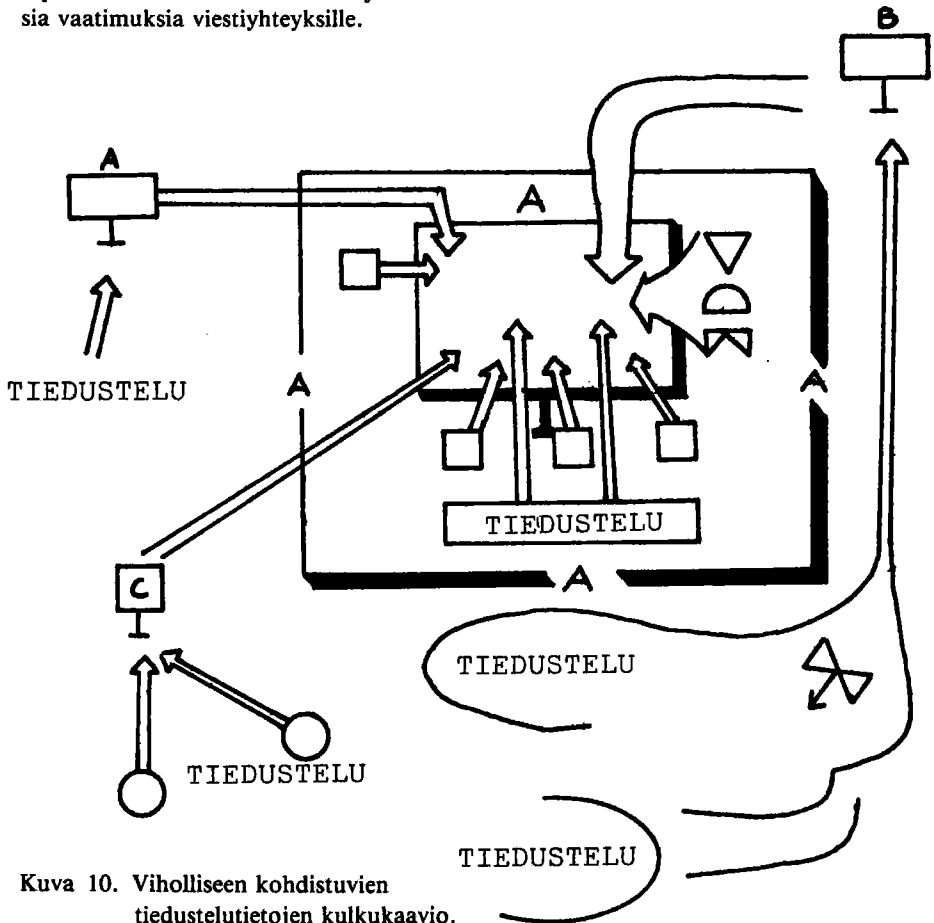 sia vaatimuksia viestiyhteyksille.
B
A
A
TIEDUSTELU
A
A
TIEDUSTELU
A
C
TIEDUSTELU
TIEDUSTELU
TIEDUSTELU
Kuva 10. Viholliseen kohdistuvien
tiedustelutietojen kulkukaavio.